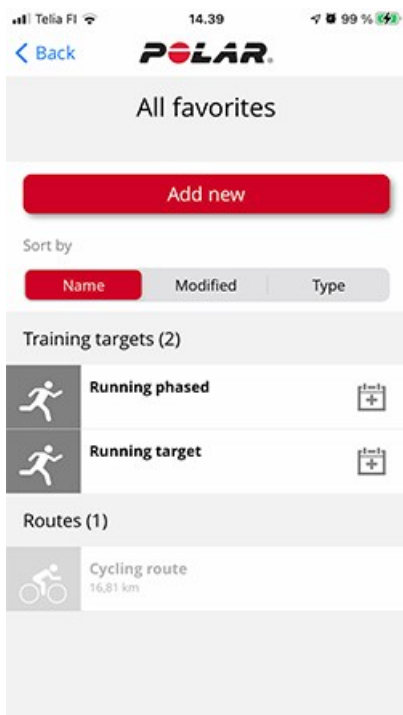 Telia FI 14.39 99 %
Back POLAR.
All favorites
Add new
Sort by
Name Modified Type
Training targets (2)
Running phased
Running target
Routes (1)
Cycling route
16,81 km